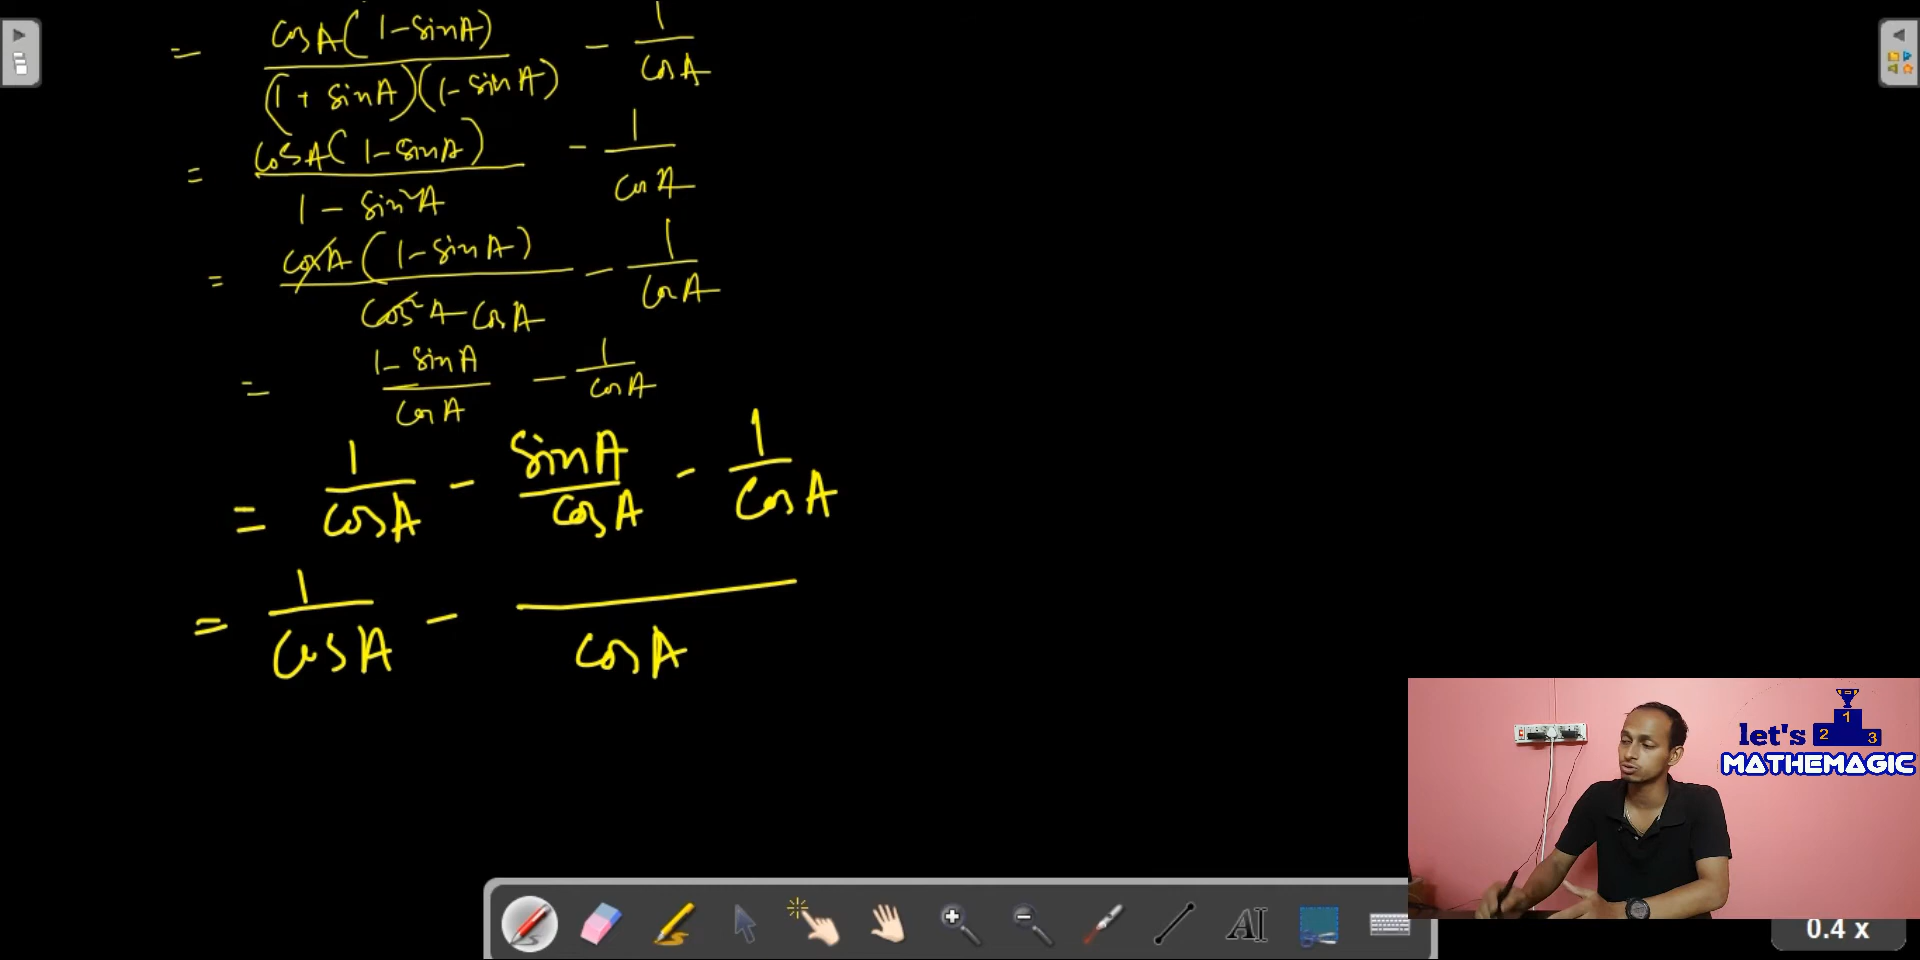 = cosA(1-sinA)/(1+sinA)(1-sinA) - 1/cosA
= cosA(1-sinA)/1-sin²A - 1/cosA
= cosA(1-sinA)/cos²A-cosA - 1/cosA
= 1-sinA/cosA - 1/cosA
= 1/cosA - sinA/cosA - 1/cosA
= 1/cosA - /cosA
let's
1
2 3
MATHEMAGIC
AI
0.4 x